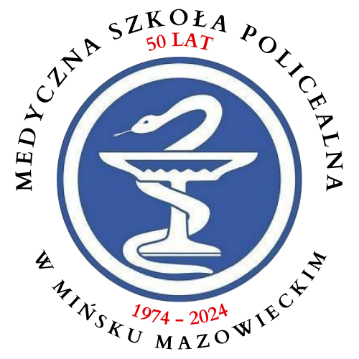 MEDYCZNA SZKOŁA POLICEALNA
50 LAT
1974 – 2024
W MIŃSKU MAZOWIECKIM